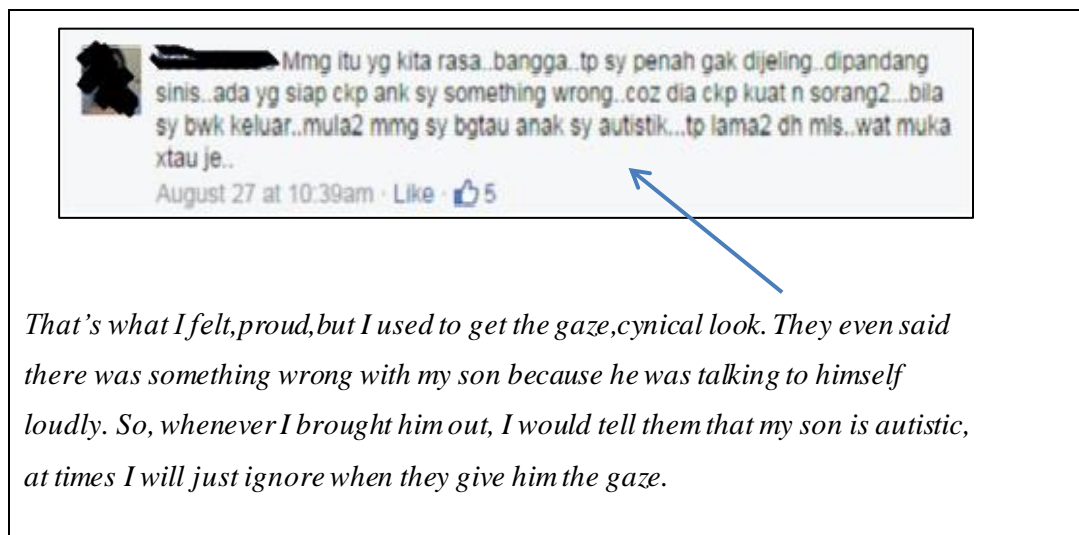 Mmg itu yg kita rasa..bangga..tp sy penah gak dijeling..dipandang
sinis..ada yg siap ckp ank sy something wrong..coz dia ckp kuat n sorang2...bila
sy bwk keluar..mula2 mmg sy bgtau anak sy autistik...tp lama2 dh mls..wat muka
xtau je..
August 27 at 10:39am · Like · 5
That's what I felt,proud,but I used to get the gaze,cynical look. They even said
there was something wrong with my son because he was talking to himself
loudly. So, whenever I brought him out, I would tell them that my son is autistic,
at times I will just ignore when they give him the gaze.